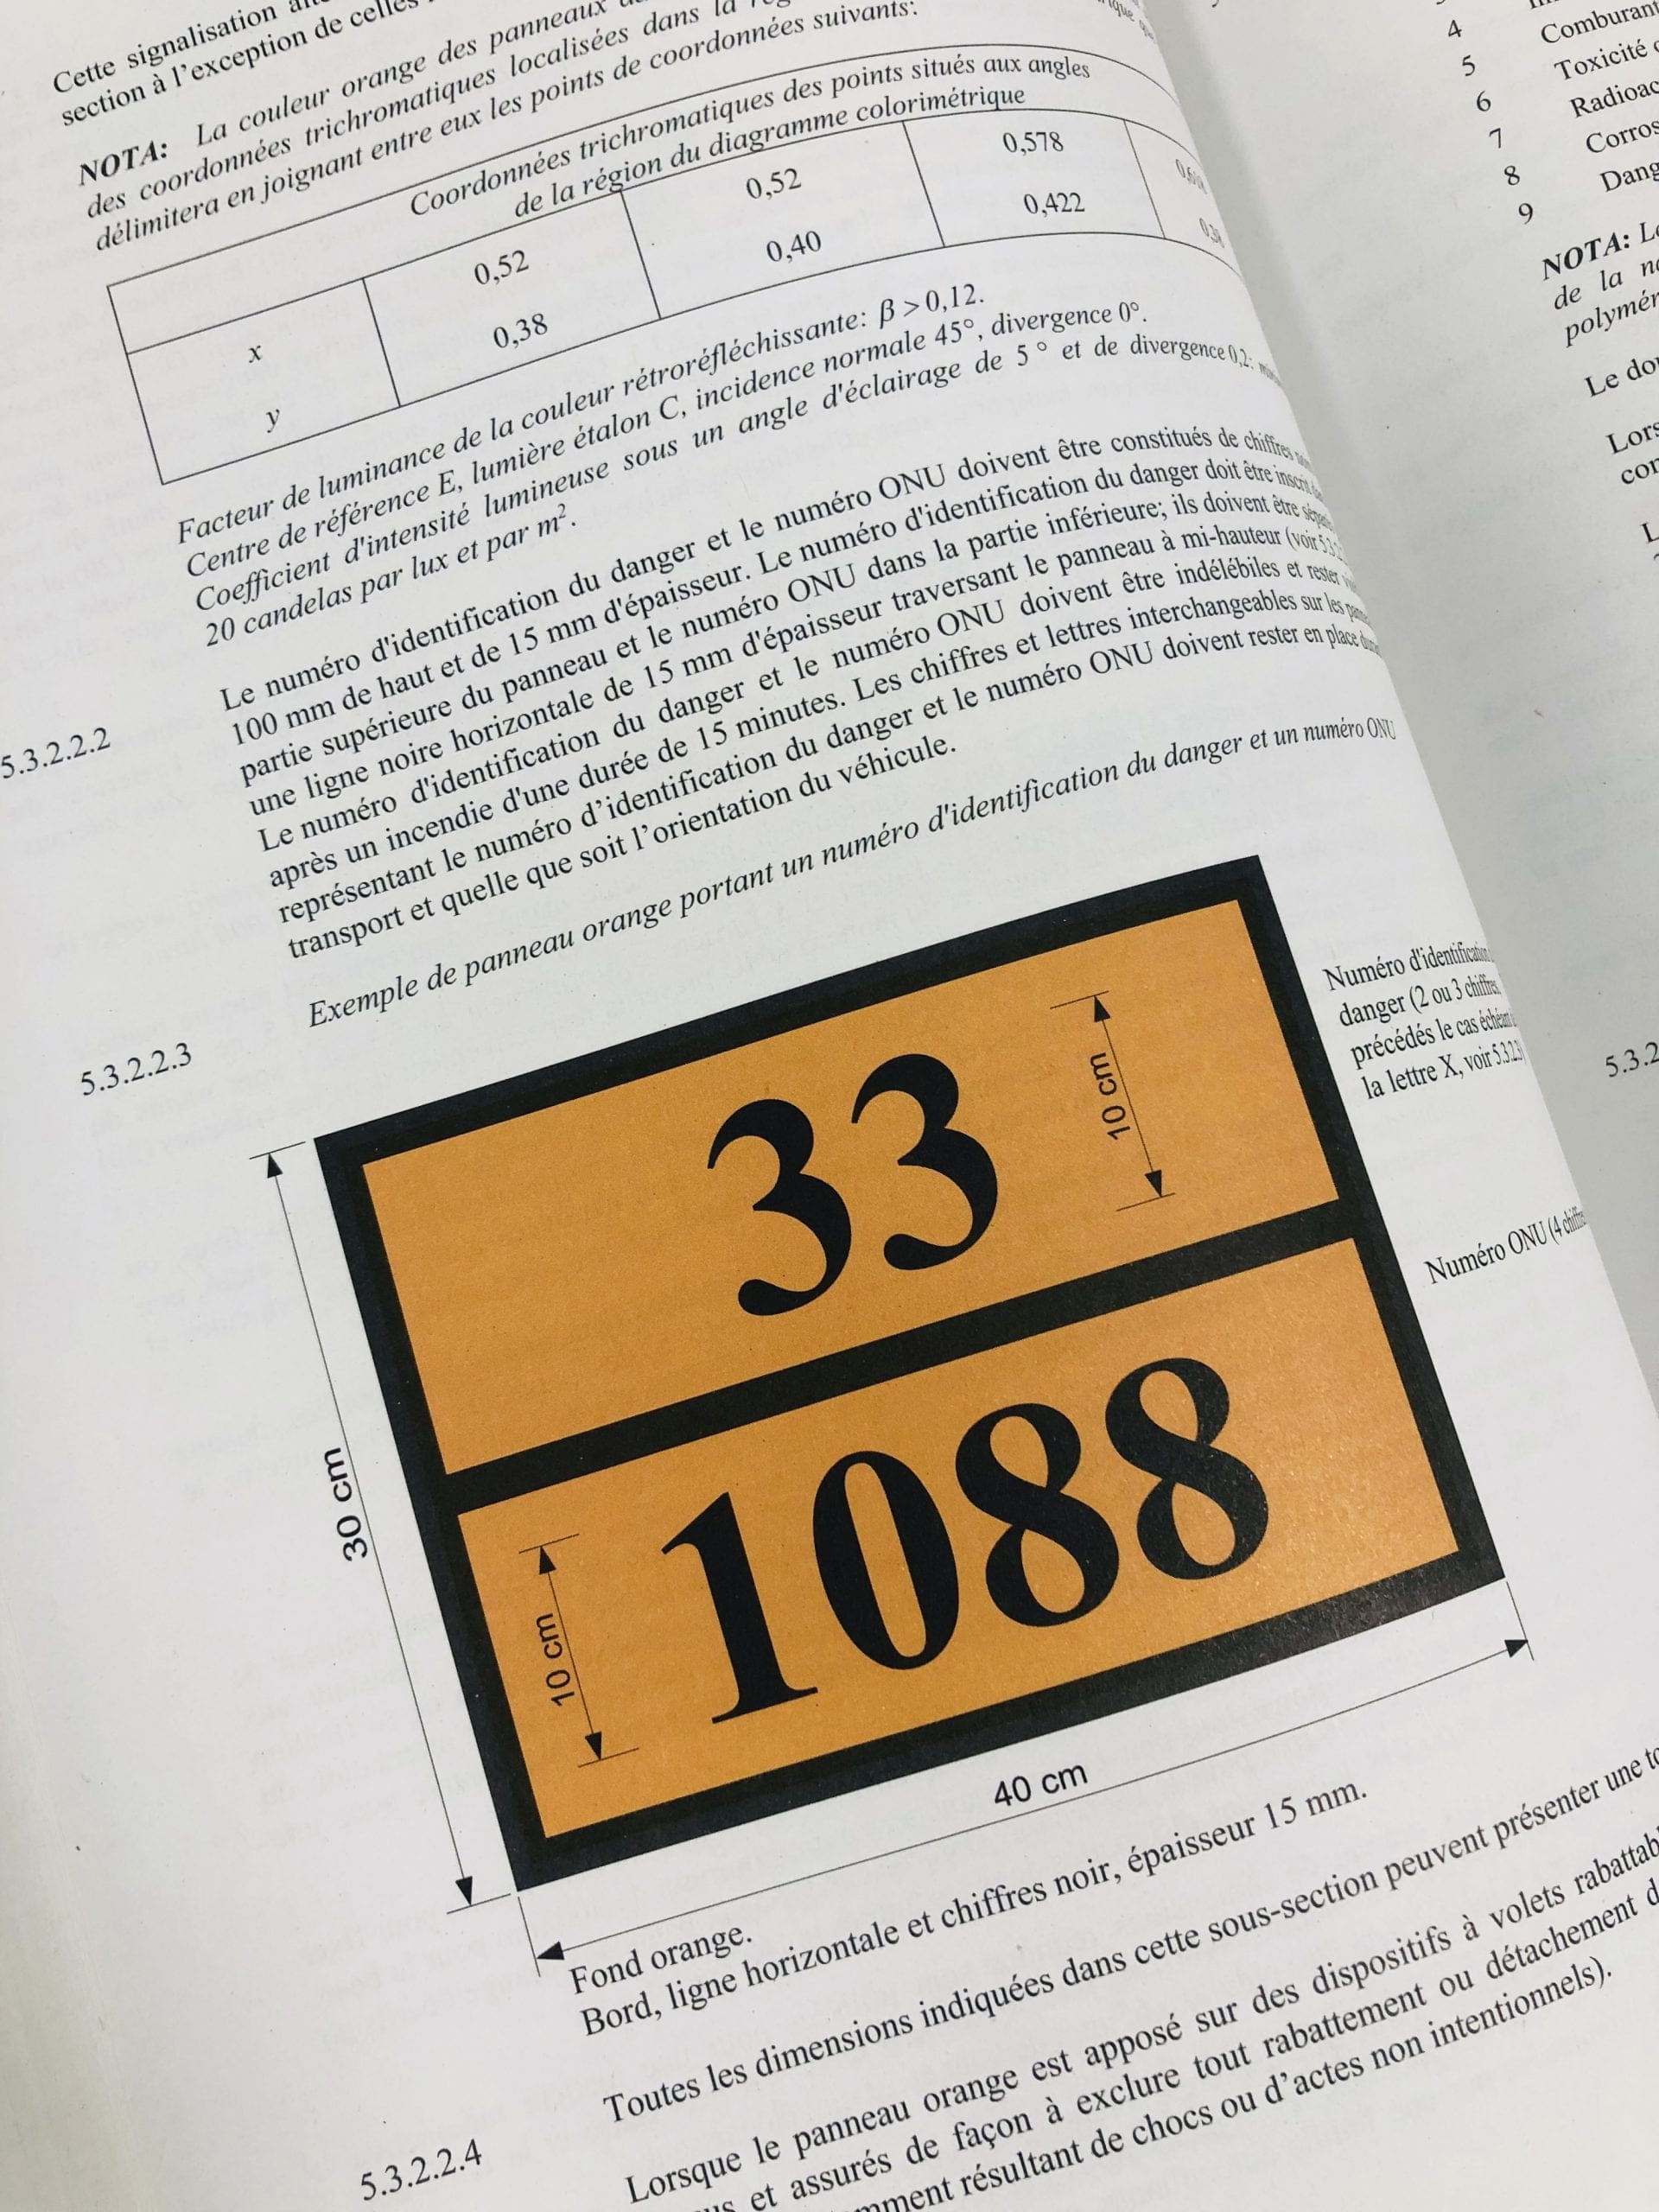 Cette signalisation
section à l'exception de celles
NOTA: La couleur orange des panneaux
des coordonnées trichromatiques localisées dans la
délimitera en joignant entre eux les points de coordonnées suivants:
Coordonnées trichromatiques des points situés aux angles
de la région du diagramme colorimétrique
x 0,52 0,52 0,578
y 0,38 0,40 0,422
Facteur de luminance de la couleur rétroréfléchissante: β > 0,12.
Centre de référence E, lumière étalon C, incidence normale 45°, divergence 0°.
Coefficient d'intensité lumineuse sous un angle d'éclairage de 5 ° et de divergence 0,2:
20 candelas par lux et par m².
5.3.2.2.2
Le numéro d'identification du danger et le numéro ONU doivent être constitués de chiffres
100 mm de haut et de 15 mm d'épaisseur. Le numéro d'identification du danger doit être inscrit
partie supérieure du panneau et le numéro ONU dans la partie inférieure; ils doivent être
une ligne noire horizontale de 15 mm d'épaisseur traversant le panneau à mi-hauteur (voir
Le numéro d'identification du danger et le numéro ONU doivent être indélébiles et rester
après un incendie d'une durée de 15 minutes. Les chiffres et lettres interchangeables sur les
représentant le numéro d'identification du danger et le numéro ONU doivent rester en place
transport et quelle que soit l'orientation du véhicule.
5.3.2.2.3
Exemple de panneau orange portant un numéro d'identification du danger et un numéro ONU
33
10 cm
1088
10 cm
30 cm
40 cm
Numéro d'identification
danger (2 ou 3 chiffres,
précédés le cas échéant
la lettre X, voir 5.3.2.3)
Numéro ONU (4 chiffres
Fond orange.
Bord, ligne horizontale et chiffres noir, épaisseur 15 mm.
Toutes les dimensions indiquées dans cette sous-section peuvent présenter une
5.3.2.2.4
Lorsque le panneau orange est apposé sur des dispositifs à volets
et assurés de façon à exclure tout rabattement ou détachement
résultant de chocs ou d'actes non intentionnels).
4
5 Comburant
6 Toxicité
7
8
9
NOTA:
de la
Le
5.3.2